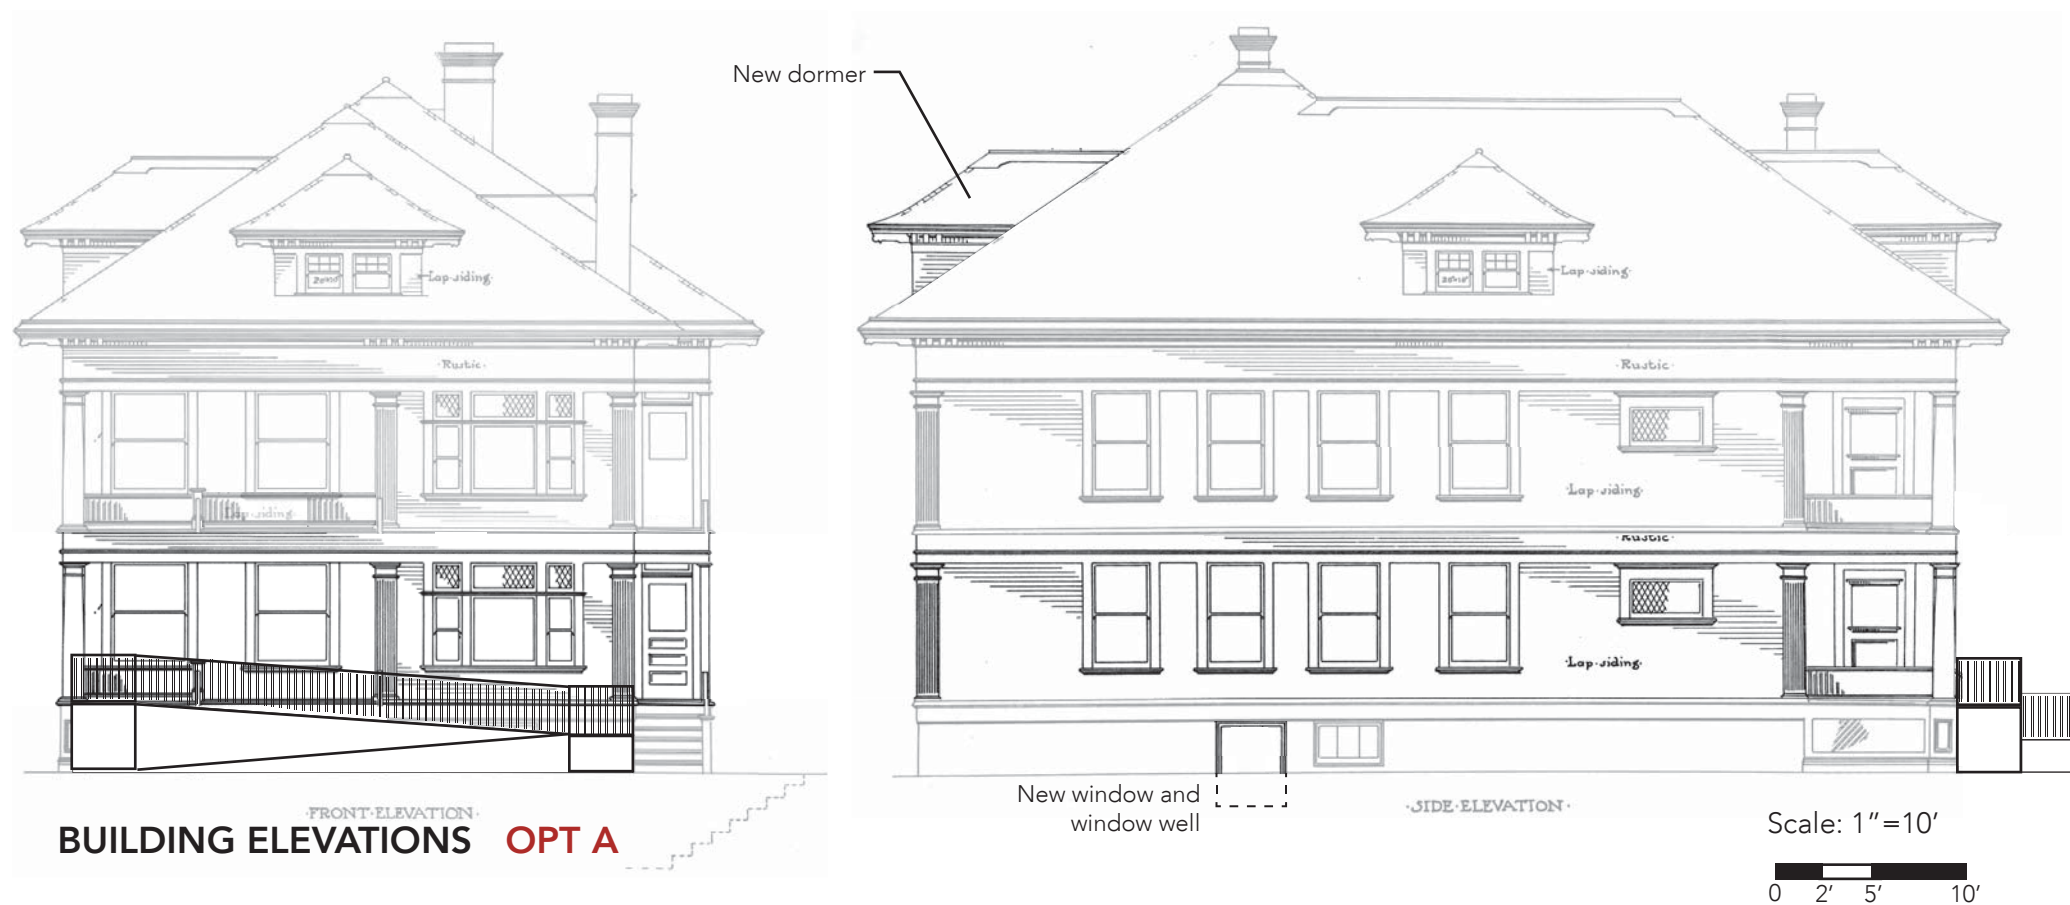 New dormer
Lap-siding.
Lap-siding.
·Rustic·
·Rustic·
Lap-siding.
·Lap-siding.
·Rustic·
·Lap-siding.
New window and
window well
·FRONT·ELEVATION·
·SIDE·ELEVATION·
BUILDING ELEVATIONS OPT A
Scale: 1”=10’
0 2’ 5’ 10’